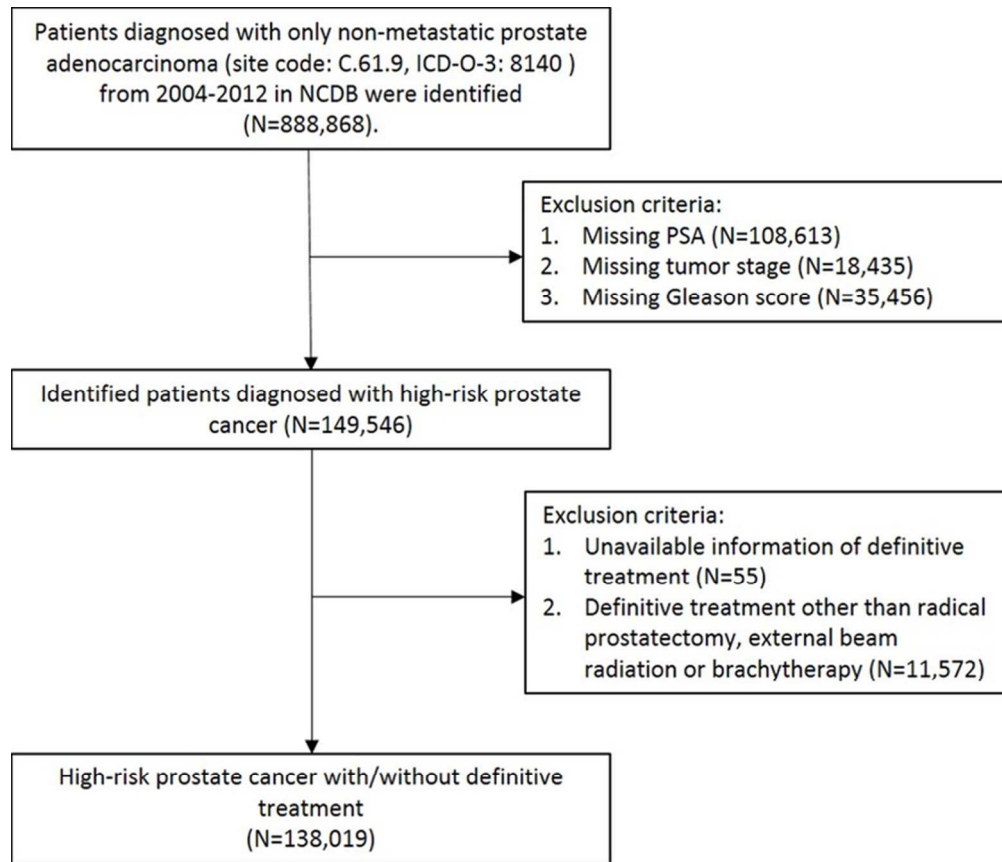 Patients diagnosed with only non-metastatic prostate
adenocarcinoma (site code: C.61.9, ICD-O-3: 8140 )
from 2004-2012 in NCDB were identified
(N=888,868).
Exclusion criteria:
1. Missing PSA (N=108,613)
2. Missing tumor stage (N=18,435)
3. Missing Gleason score (N=35,456)
Identified patients diagnosed with high-risk prostate
cancer (N=149,546)
Exclusion criteria:
1. Unavailable information of definitive
treatment (N=55)
2. Definitive treatment other than radical
prostatectomy, external beam
radiation or brachytherapy (N=11,572)
High-risk prostate cancer with/without definitive
treatment
(N=138,019)